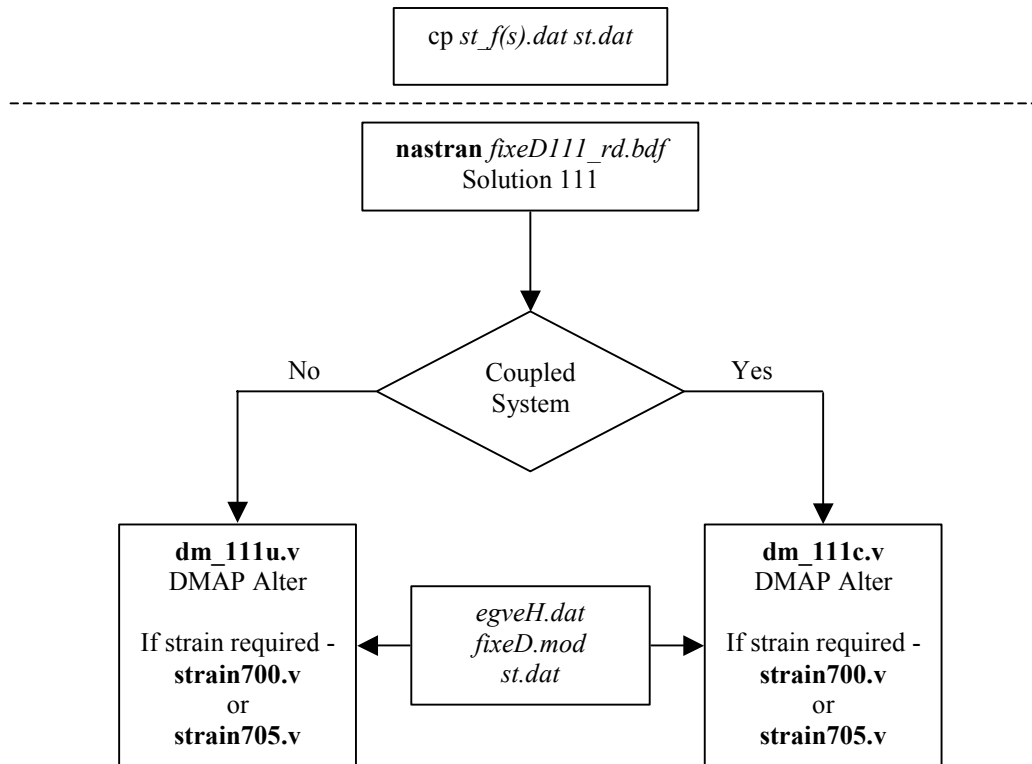 cp st_f(s).dat st.dat
nastran fixeD111_rd.bdf
Solution 111
No
Coupled
System
Yes
dm_111u.v
DMAP Alter
If strain required -
strain700.v
or
strain705.v
egveH.dat
fixeD.mod
st.dat
dm_111c.v
DMAP Alter
If strain required -
strain700.v
or
strain705.v